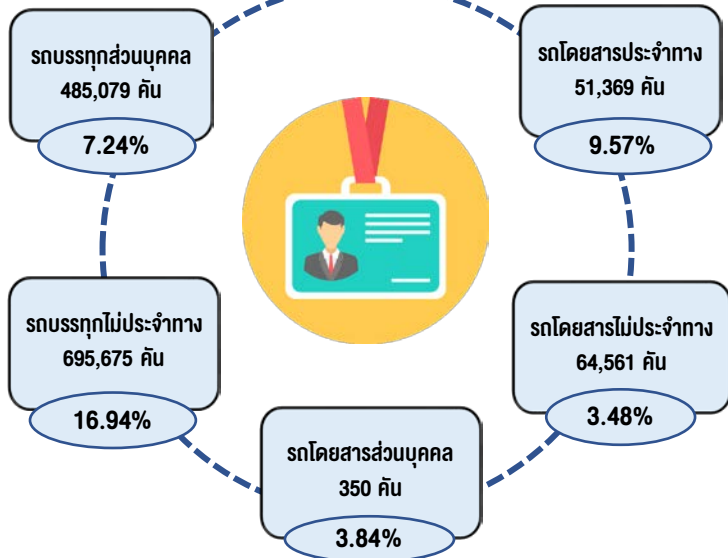 รถบรรทุกส่วนบุคคล
485,079 คัน
7.24%
รถโดยสารประจำทาง
51,369 คัน
9.57%
รถบรรทุกไม่ประจำทาง
695,675 คัน
16.94%
รถโดยสารไม่ประจำทาง
64,561 คัน
3.48%
รถโดยสารส่วนบุคคล
350 คัน
3.84%